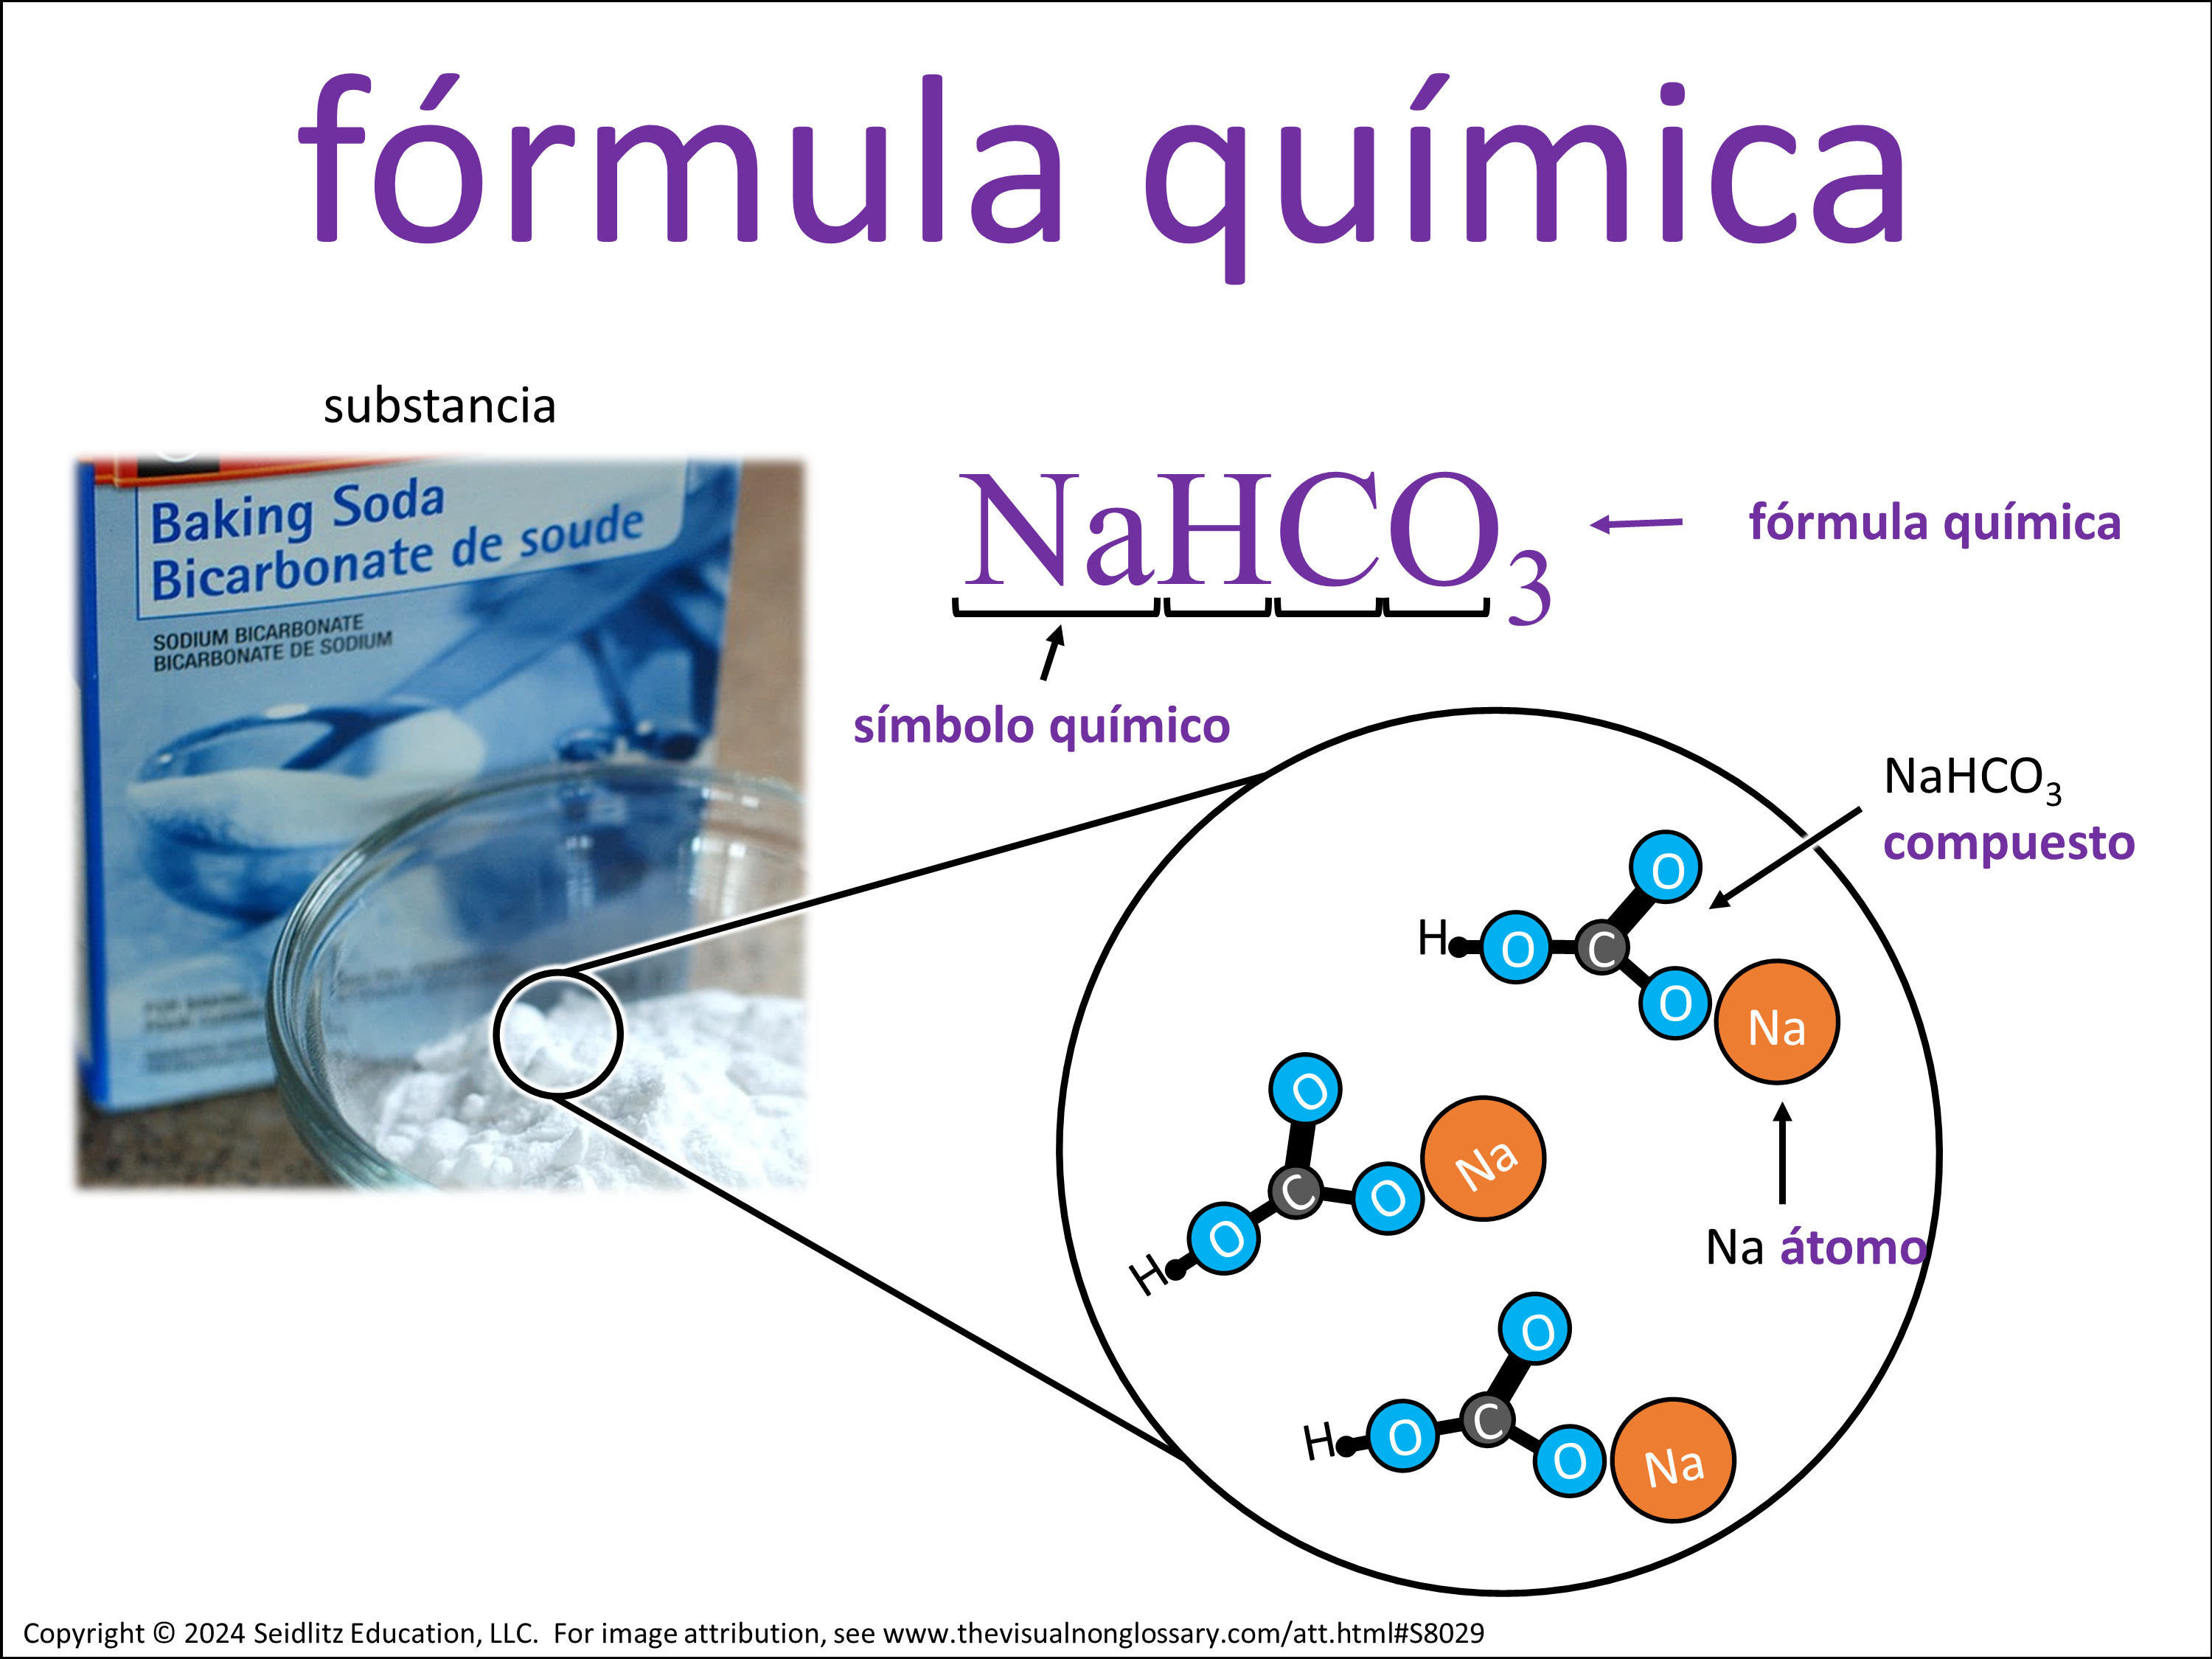 fórmula química
substancia
Baking Soda
Bicarbonate de soude
SODIUM BICARBONATE
BICARBONATE DE SODIUM
NaHCO₃
fórmula química
símbolo químico
NaHCO₃
compuesto
O
H O C
O Na
O
Na
C O
O
H
Na átomo
O
H O C
O Na
Copyright © 2024 Seidlitz Education, LLC. For image attribution, see www.thevisualnonglossary.com/att.html#S8029